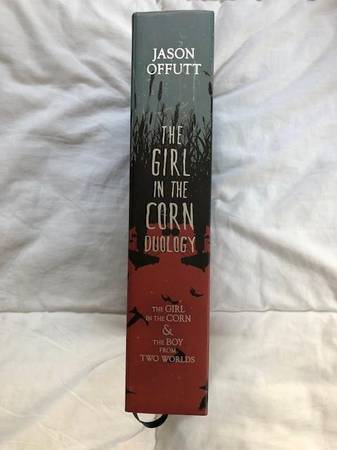 JASON
OFFUTT
THE
GIRL
IN THE
CORN
DUOLOGY
THE GIRL
IN THE CORN
&
THE BOY
FROM
TWO WORLDS